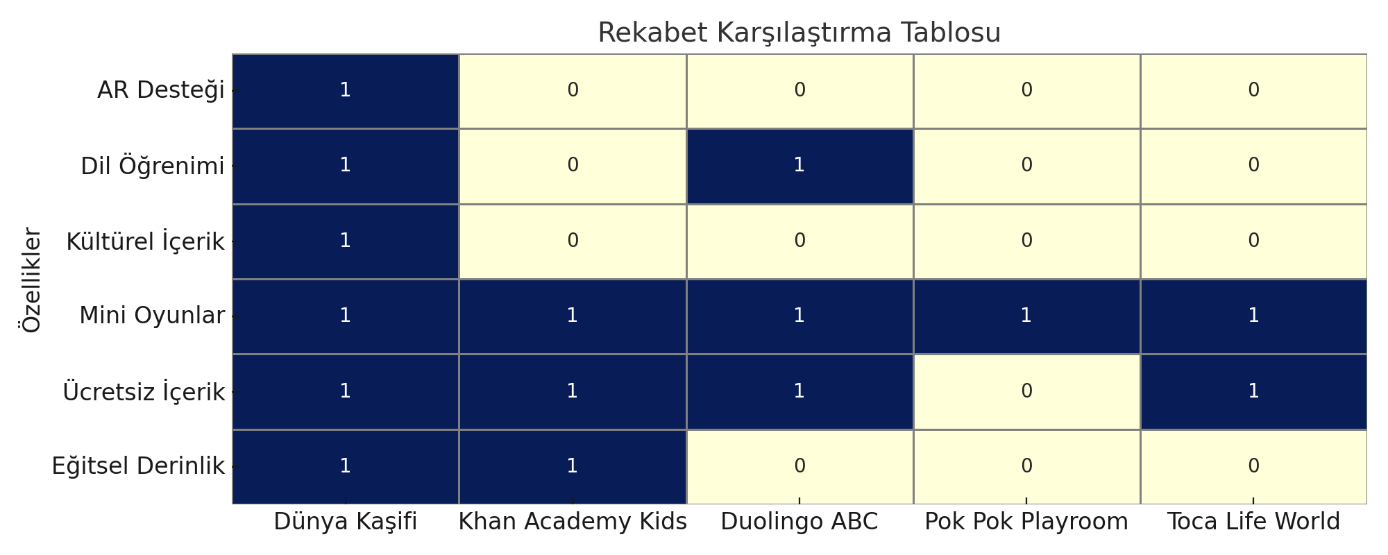 Rekabet Karşılaştırma Tablosu
Özellikler
AR Desteği 1 0 0 0 0
Dil Öğrenimi 1 0 1 0 0
Kültürel İçerik 1 0 0 0 0
Mini Oyunlar 1 1 1 1 1
Ücretsiz İçerik 1 1 1 0 1
Eğitsel Derinlik 1 1 0 0 0
Dünya Kaşifi Khan Academy Kids Duolingo ABC Pok Pok Playroom Toca Life World